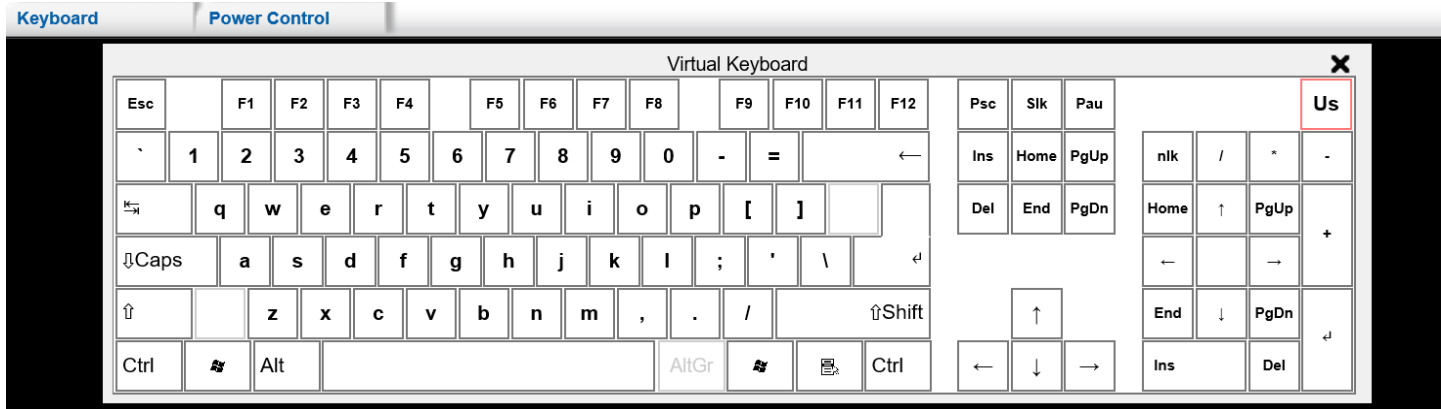 Keyboard Power Control
Virtual Keyboard ✖
Esc F1 F2 F3 F4 F5 F6 F7 F8 F9 F10 F11 F12 Psc Slk Pau Us
` 1 2 3 4 5 6 7 8 9 0 - = ← Ins Home PgUp nlk / * -
↹ q w e r t y u i o p [ ] Del End PgDn Home ↑ PgUp +
⇩Caps a s d f g h j k l ; ' \ ↵ ← →
⇧ z x c v b n m , . / ⇧Shift ↑ End ↓ PgDn ↵
Ctrl Alt AltGr Ctrl ← ↓ → Ins Del